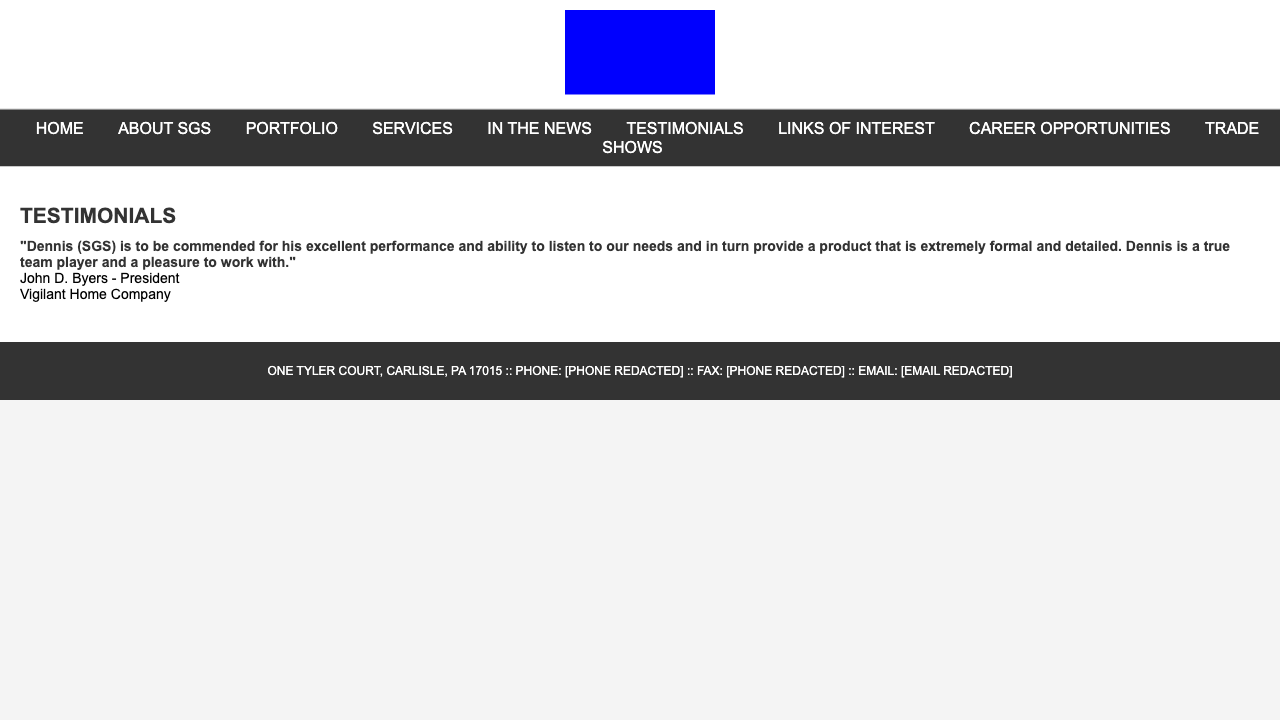 HOME ABOUT SGS PORTFOLIO SERVICES IN THE NEWS TESTIMONIALS LINKS OF INTEREST CAREER OPPORTUNITIES TRADE
SHOWS
TESTIMONIALS
"Dennis (SGS) is to be commended for his excellent performance and ability to listen to our needs and in turn provide a product that is extremely formal and detailed. Dennis is a true
team player and a pleasure to work with."
John D. Byers - President
Vigilant Home Company
ONE TYLER COURT, CARLISLE, PA 17015 :: PHONE: [PHONE REDACTED] :: FAX: [PHONE REDACTED] :: EMAIL: [EMAIL REDACTED]